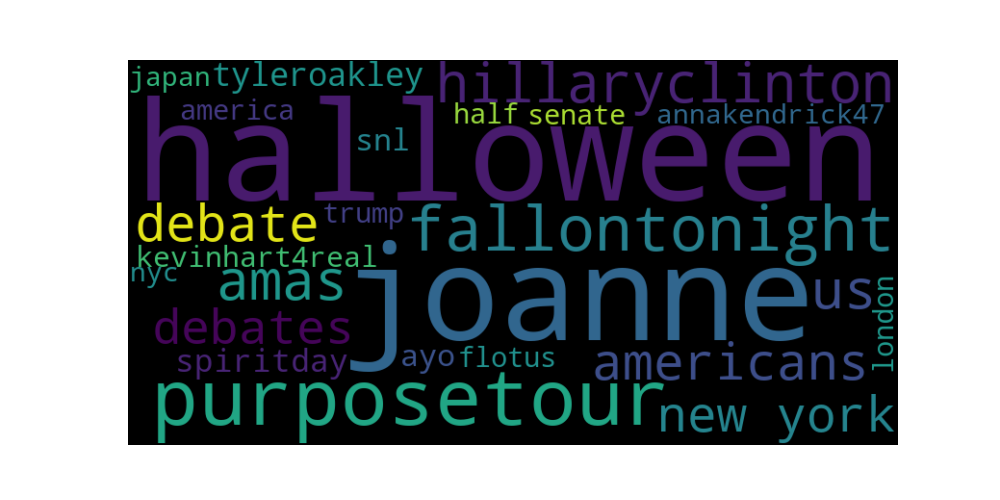 japan tyleroakley hillaryclinton
america half senate annakendrick47
halloween
snl
debate trump fallontonight
kevinhart4real
nyc amas joanne us london
debates
spiritday ayo flotus americans
purposetour new york